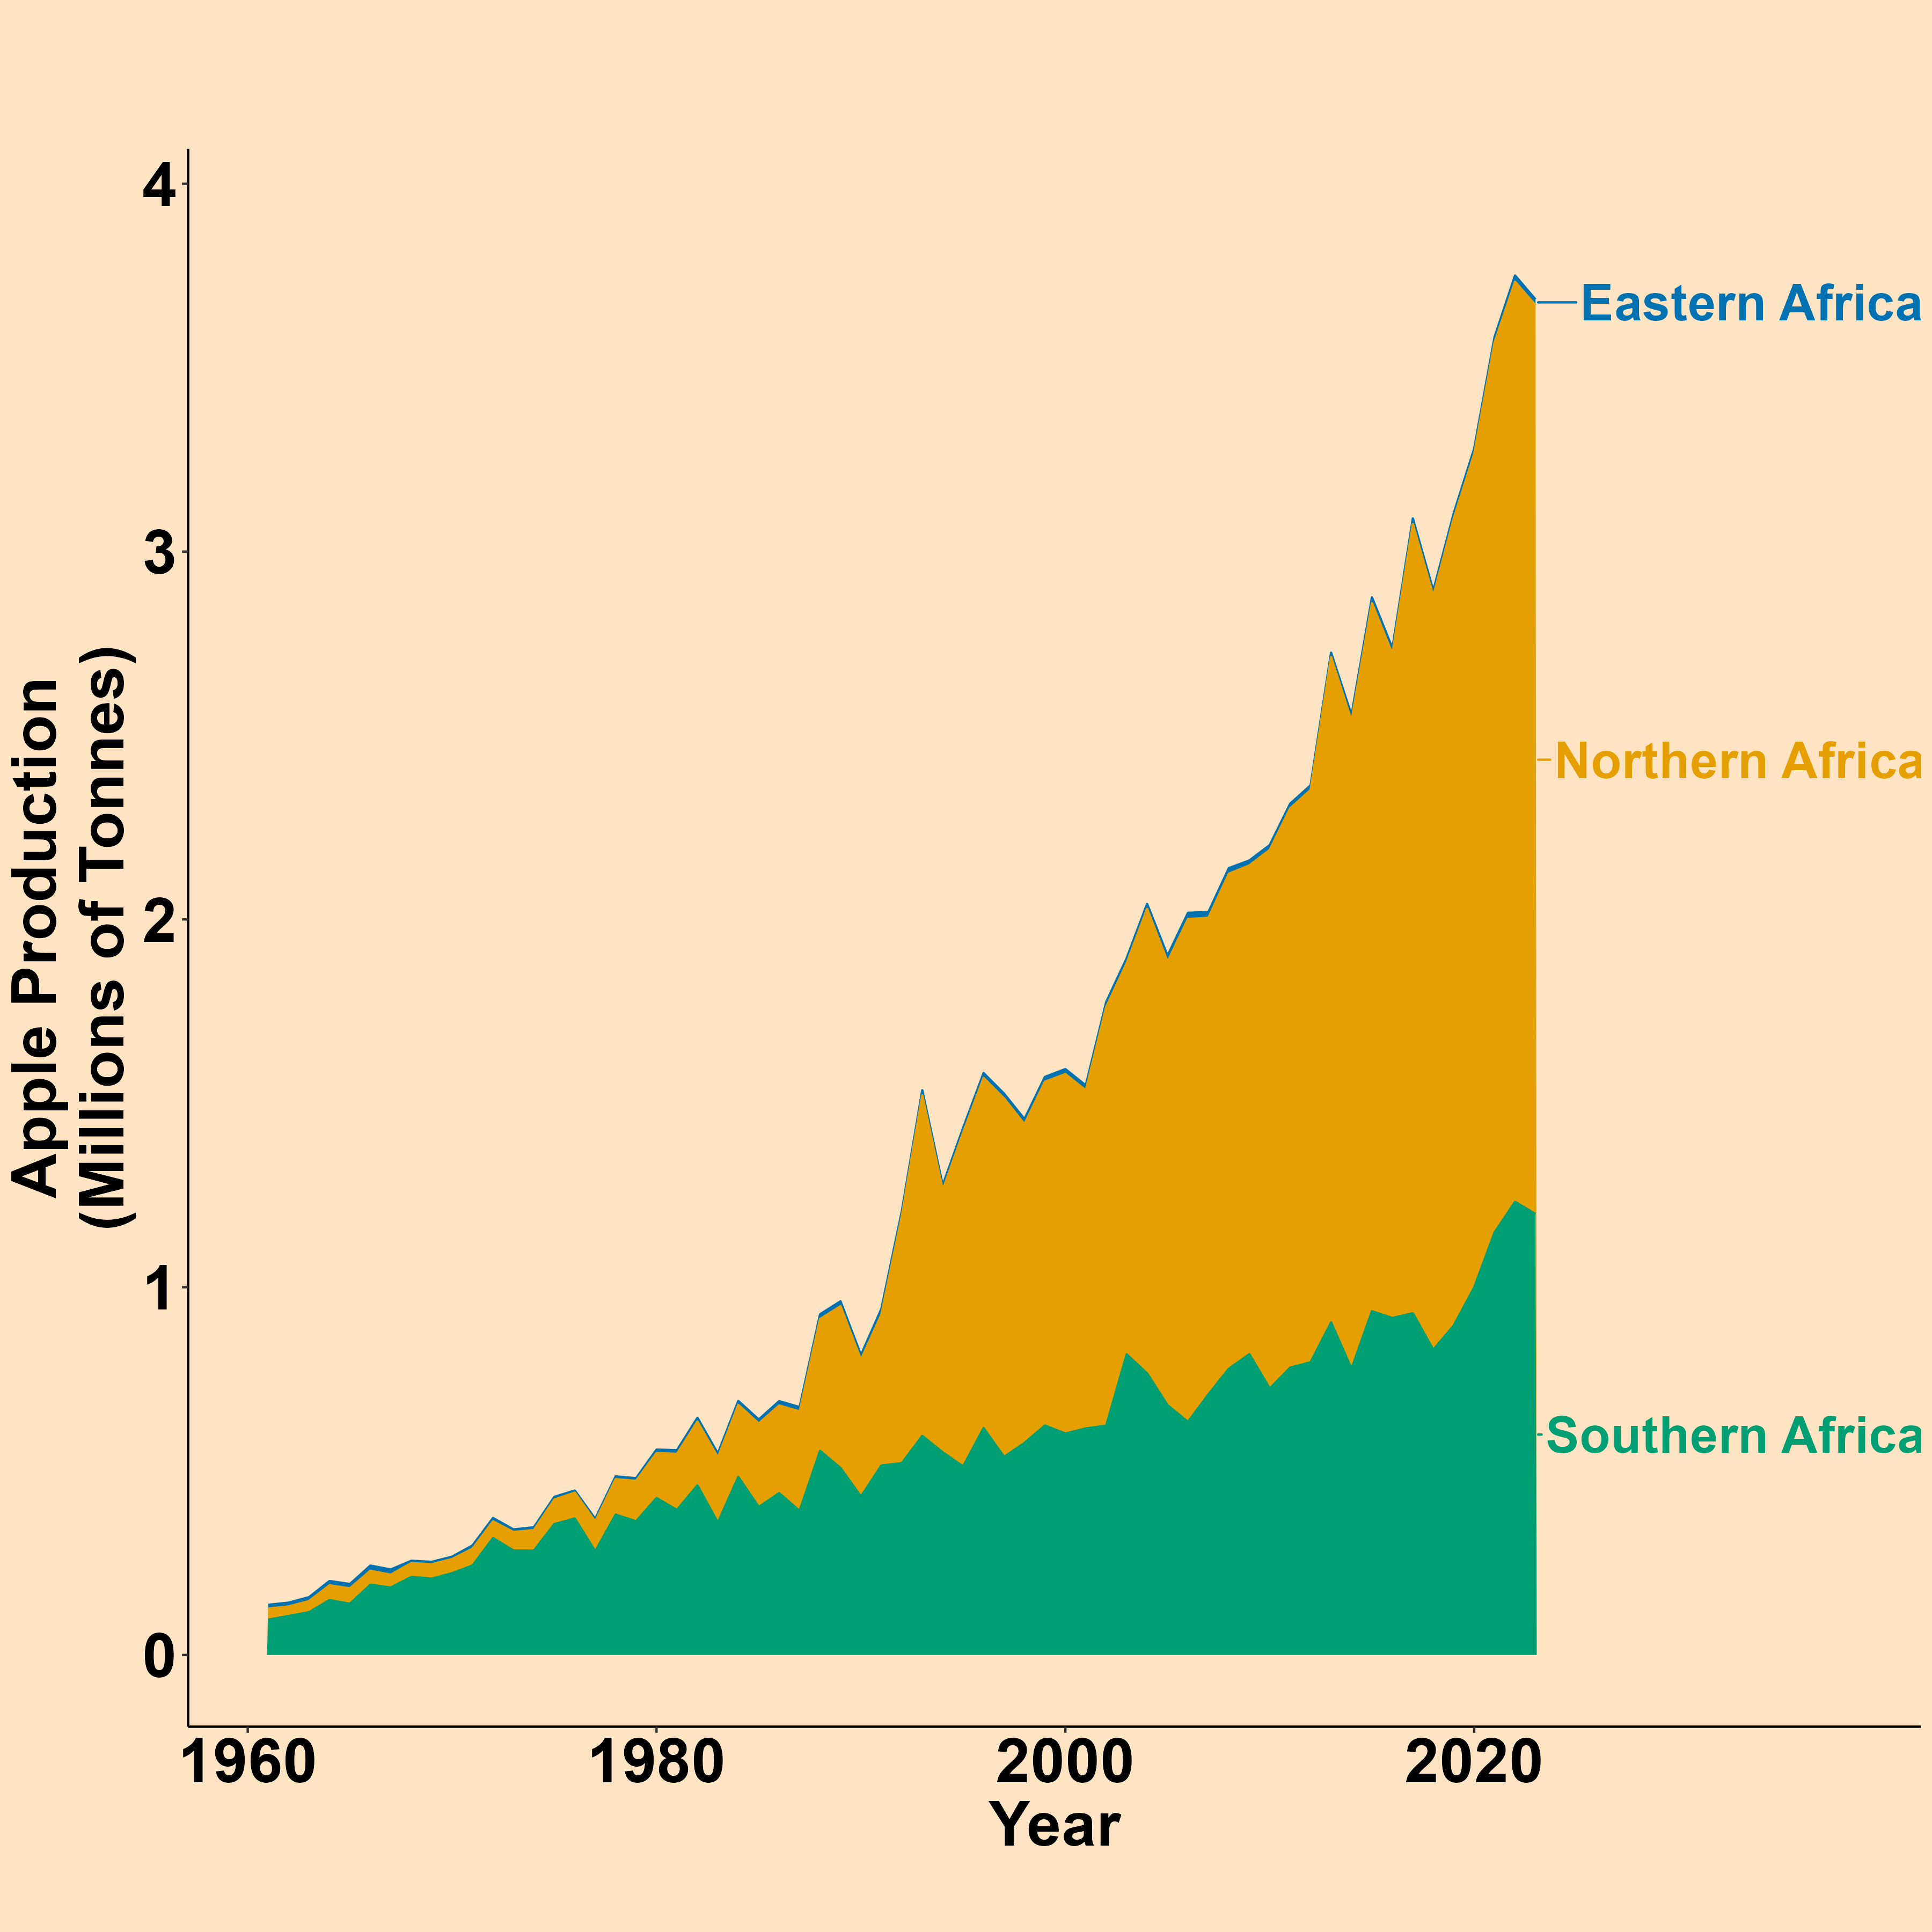 Apple Production
(Millions of Tonnes)
4
3
2
1
0
Eastern Africa
Northern Africa
Southern Africa
1960 1980 2000 2020
Year